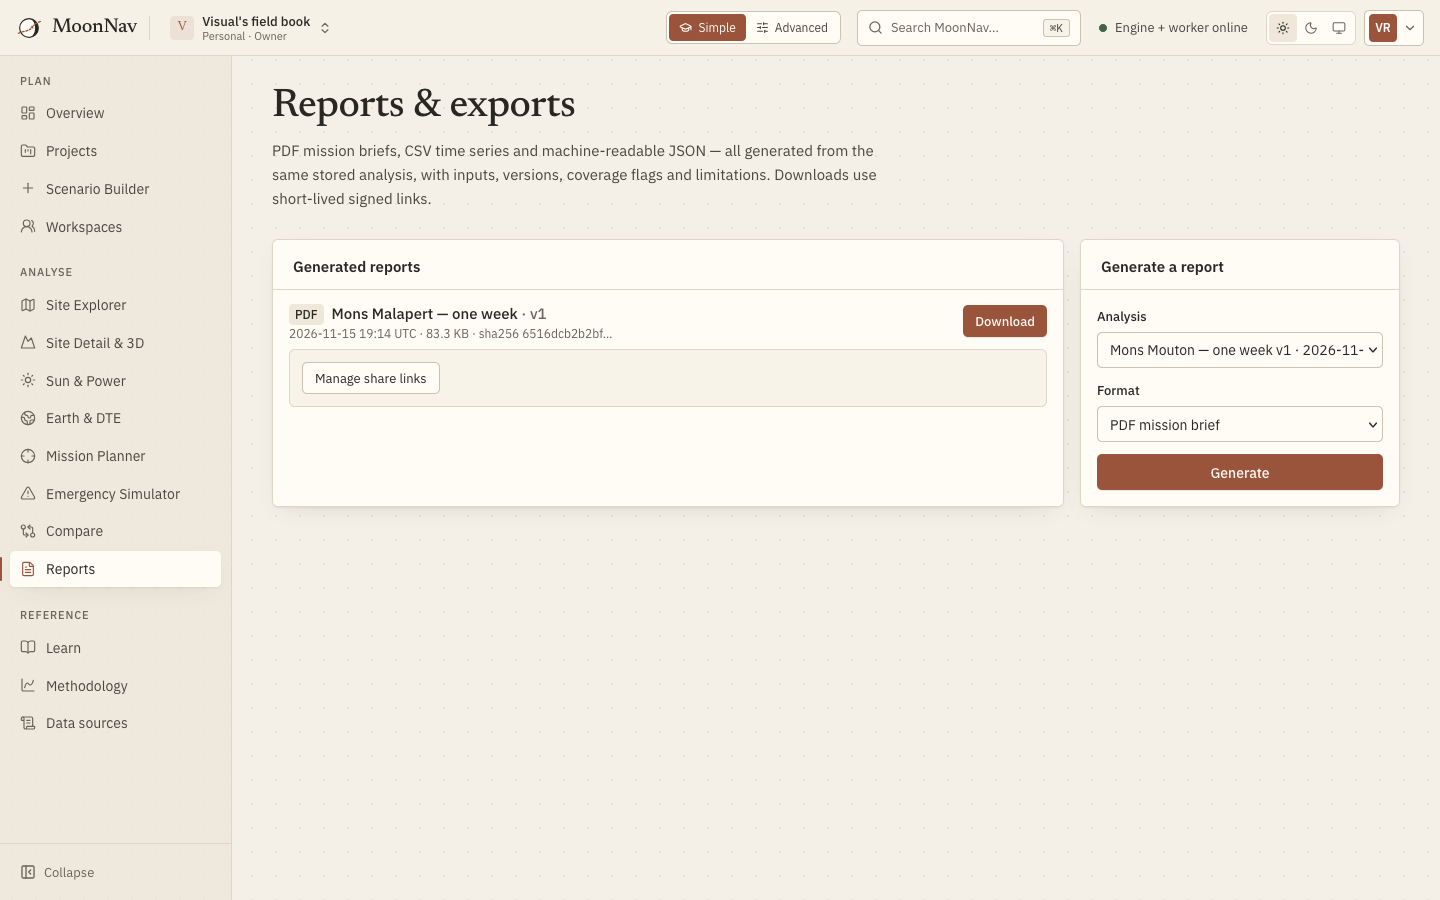 MoonNav
V
Visual's field book
Personal · Owner
Simple
Advanced
Search MoonNav...
⌘K
Engine + worker online
VR
PLAN
Overview
Projects
Scenario Builder
Workspaces
ANALYSE
Site Explorer
Site Detail & 3D
Sun & Power
Earth & DTE
Mission Planner
Emergency Simulator
Compare
Reports
REFERENCE
Learn
Methodology
Data sources
Collapse
Reports & exports
PDF mission briefs, CSV time series and machine-readable JSON — all generated from the
same stored analysis, with inputs, versions, coverage flags and limitations. Downloads use
short-lived signed links.
Generated reports
PDF Mons Malapert — one week · v1
2026-11-15 19:14 UTC · 83.3 KB · sha256 6516dcb2b2bf…
Download
Manage share links
Generate a report
Analysis
Mons Mouton — one week v1 · 2026-11-
Format
PDF mission brief
Generate